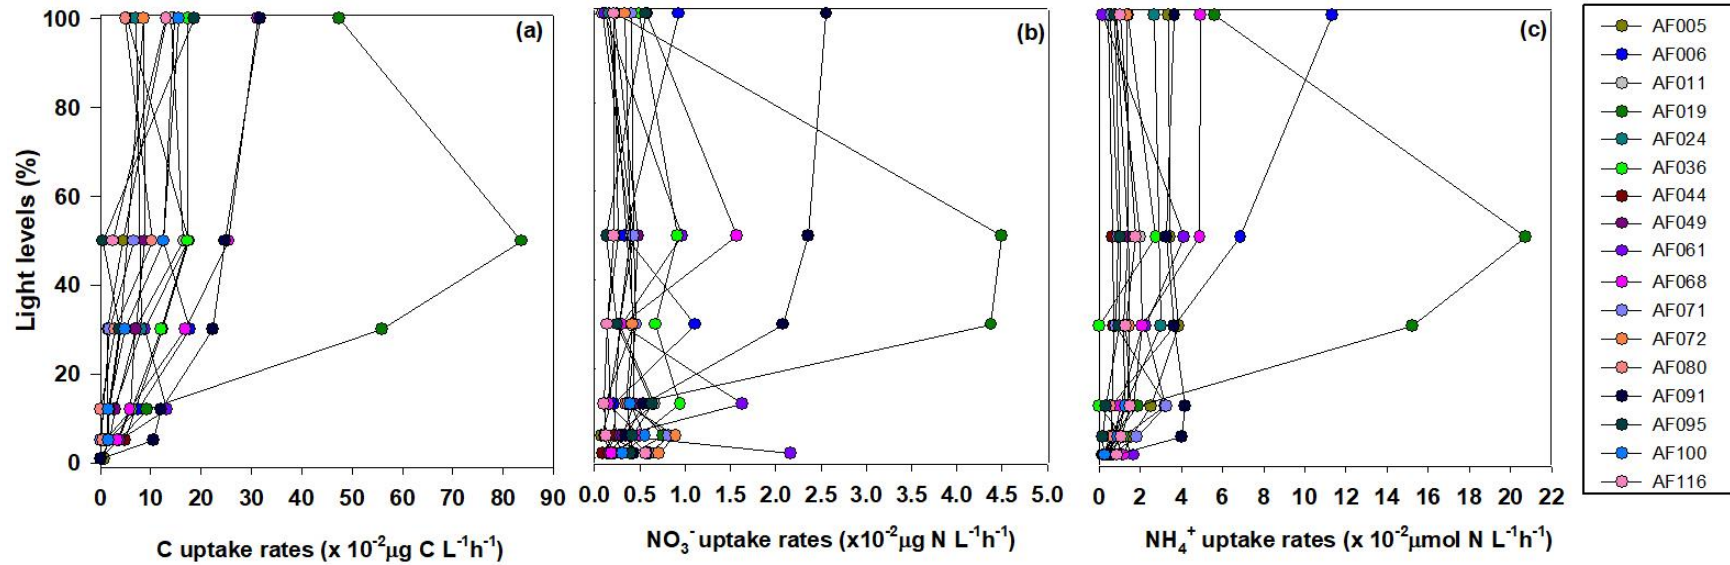 Light levels (%)
100
80
60
40
20
0
(a)
0 10 20 30 40 50 60 70 80 90
C uptake rates (x 10⁻²μg C L⁻¹h⁻¹)
(b)
0.0 0.5 1.0 1.5 2.0 2.5 3.0 3.5 4.0 4.5 5.0
NO₃⁻ uptake rates (x10⁻²μg N L⁻¹h⁻¹)
(c)
0 2 4 6 8 10 12 14 16 18 20 22
NH₄⁺ uptake rates (x 10⁻²μmol N L⁻¹h⁻¹)
AF005
AF006
AF011
AF019
AF024
AF036
AF044
AF049
AF061
AF068
AF071
AF072
AF080
AF091
AF095
AF100
AF116